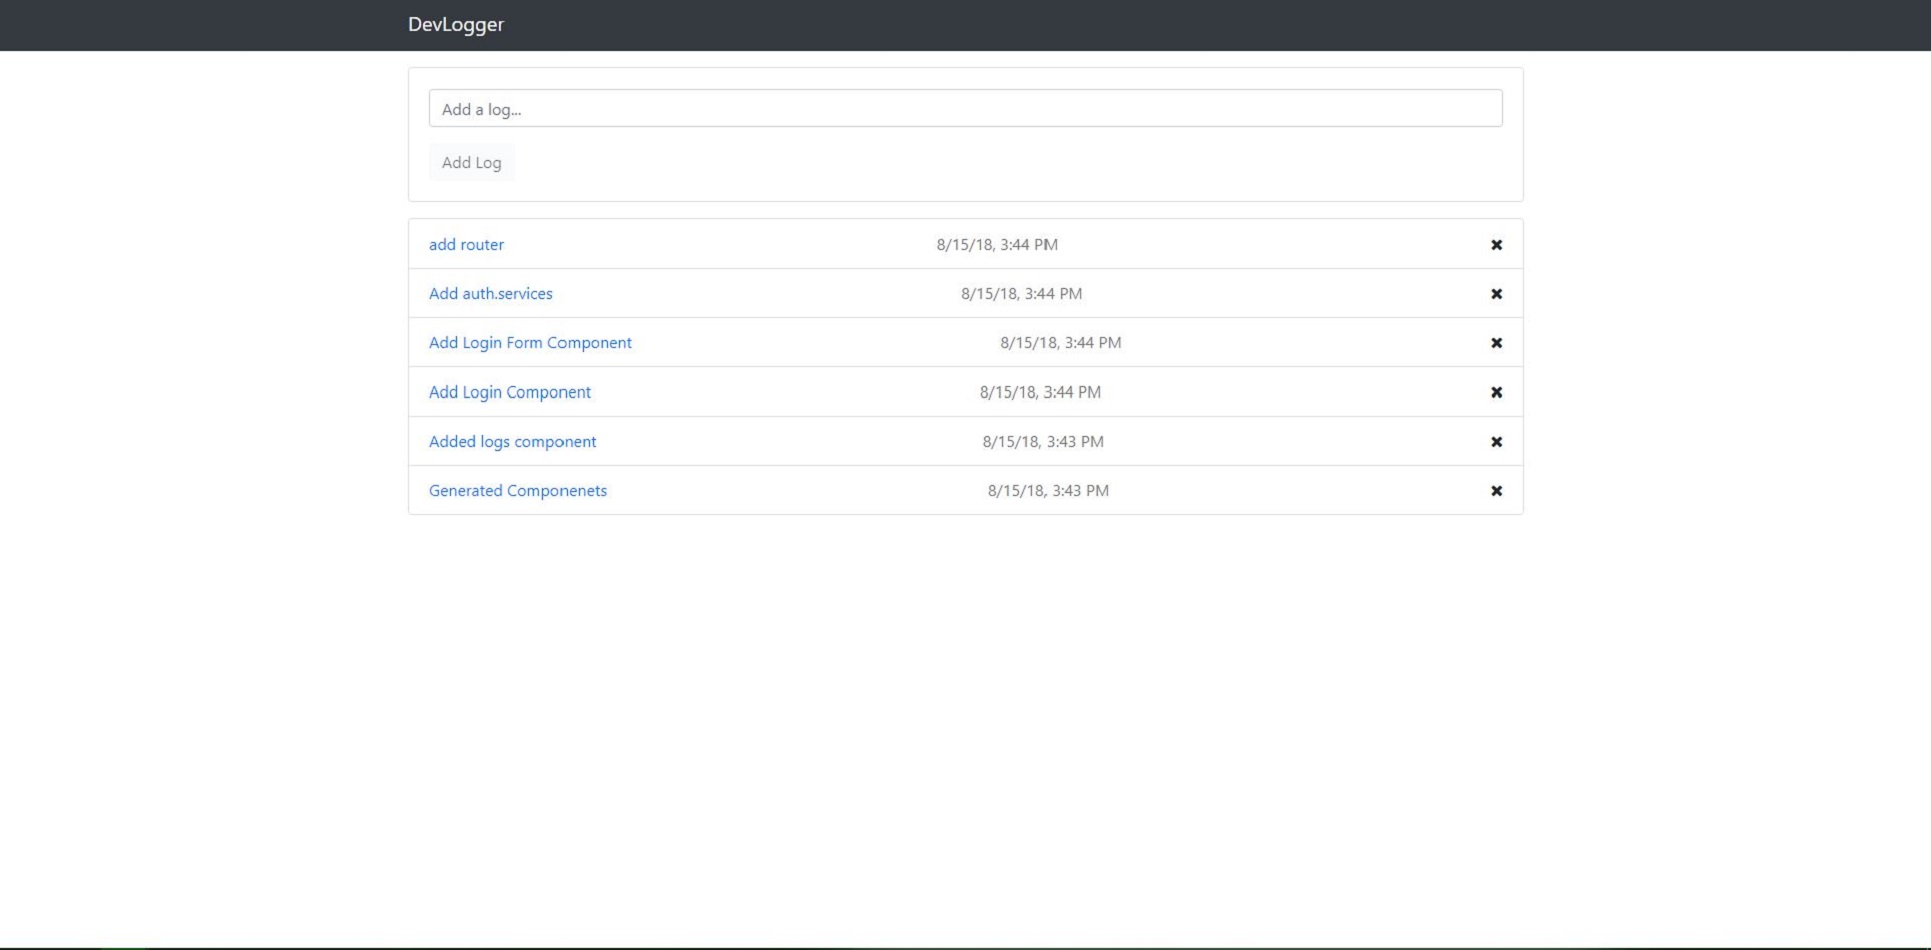 DevLogger
Add a log...
Add Log
add router 8/15/18, 3:44 PM
Add auth.services 8/15/18, 3:44 PM
Add Login Form Component 8/15/18, 3:44 PM
Add Login Component 8/15/18, 3:44 PM
Added logs component 8/15/18, 3:43 PM
Generated Componenets 8/15/18, 3:43 PM